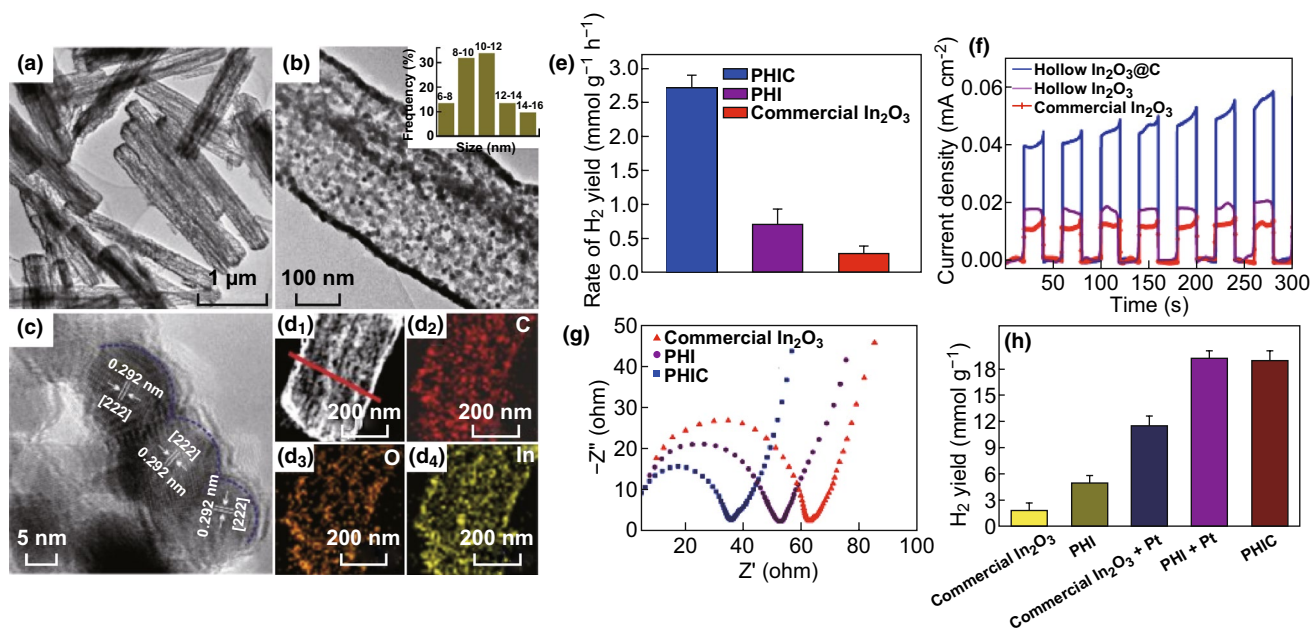 (a)
1 μm
(b)
100 nm
Frequency (%)
30
20
10
0
6-8
8-10
10-12
12-14
14-16
Size (nm)
(c)
0.292 nm
[222]
[222]
0.292 nm
0.292 nm
[222]
5 nm
(d1)
200 nm
(d2)
C
200 nm
(d3)
O
200 nm
(d4)
In
200 nm
(e)
Rate of H2 yield (mmol g−1 h−1)
3.0
2.5
2.0
1.5
1.0
0.5
0.0
PHIC
PHI
Commercial In2O3
(f)
Current density (mA cm−2)
0.06
0.04
0.02
0.00
Hollow In2O3@C
Hollow In2O3
Commercial In2O3
0 50 100 150 200 250 300
Time (s)
(g)
−Z" (ohm)
50
40
30
20
10
0
Commercial In2O3
PHI
PHIC
20 40 60 80 100
Z' (ohm)
(h)
H2 yield (mmol g−1)
18
15
12
9
6
3
0
Commercial In2O3
PHI
Commercial In2O3 + Pt
PHI + Pt
PHIC